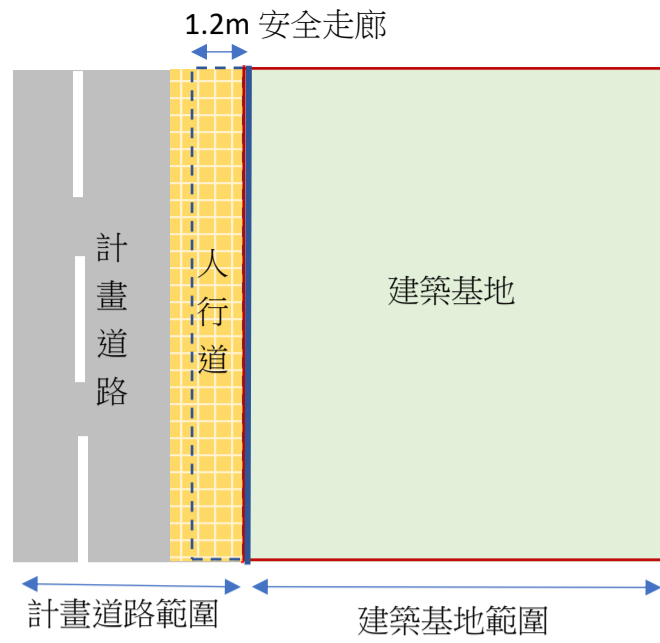 1.2m 安全走廊
計畫道路
人行道
建築基地
計畫道路範圍
建築基地範圍